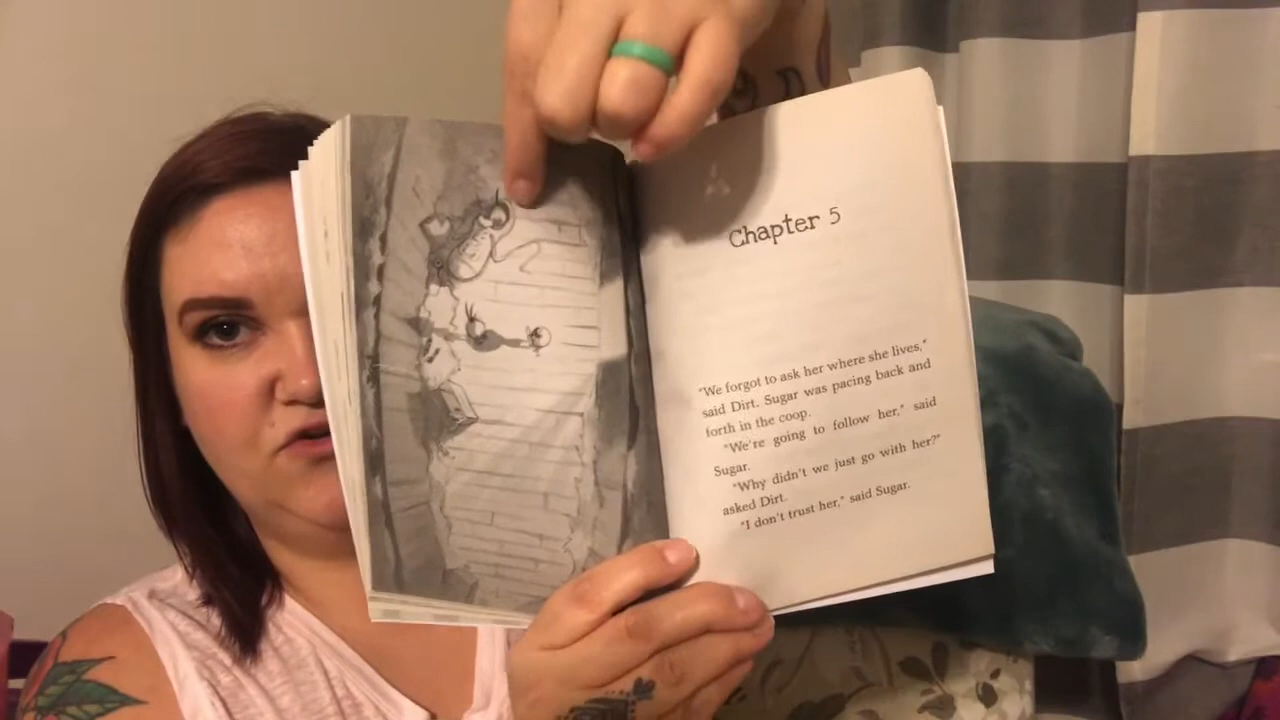 Chapter 5
"We forgot to ask her where she lives,"
said Dirt. Sugar was pacing back and
forth in the coop.
"We're going to follow her," said
Sugar.
"Why didn't we just go with her?"
asked Dirt.
"I don't trust her," said Sugar.